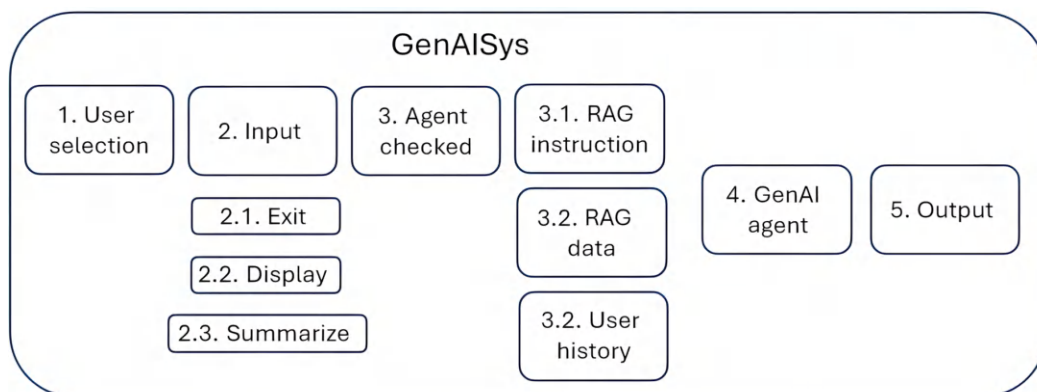 GenAISys
1. User
selection
2. Input
2.1. Exit
2.2. Display
2.3. Summarize
3. Agent
checked
3.1. RAG
instruction
3.2. RAG
data
3.2. User
history
4. GenAI
agent
5. Output